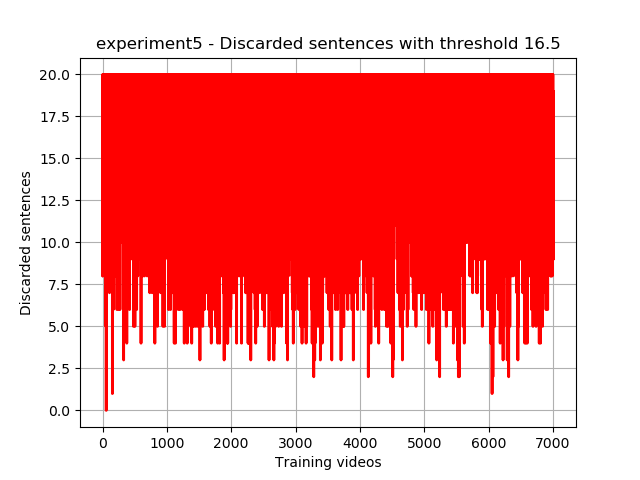 experiment5 - Discarded sentences with threshold 16.5
20.0
17.5
15.0
12.5
10.0
7.5
5.0
2.5
0.0
Discarded sentences
0 1000 2000 3000 4000 5000 6000 7000
Training videos